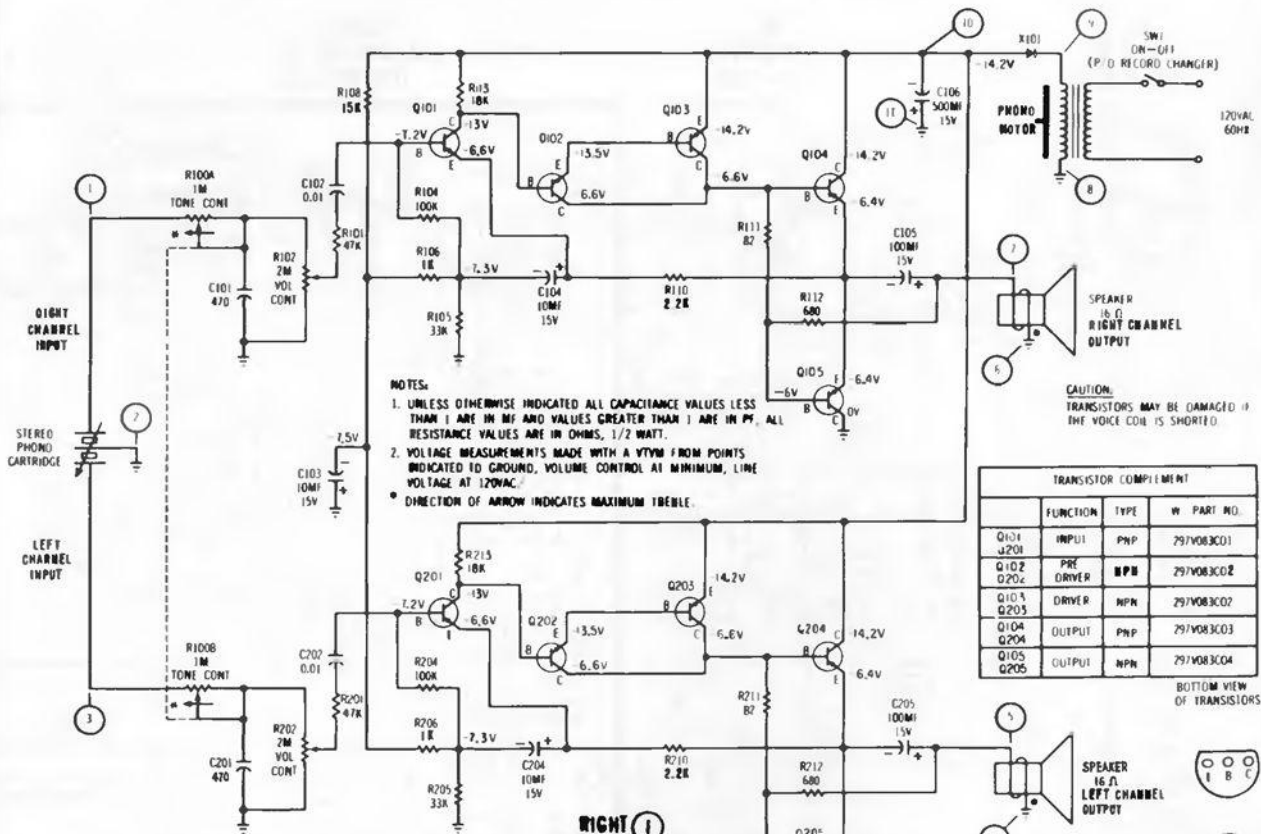 10
9
X101
SW1
ON-OFF
(P/O RECORD CHANGER)
-14.2V
R108
15K
R113
18K
Q101
C
-13V
-7.2V
B
-6.6V
E
Q102
E
-13.5V
B
-6.6V
C
Q103
E
-14.2V
B
C
-6.6V
Q104
-14.2V
C
B
E
-6.4V
C106
500MF
15V
11
PHONO
MOTOR
120VAC
60Hz
8
1
R100A
1M
TONE CONT
*
C102
0.01
R101
47K
R102
2M
VOL
CONT
C101
470
R104
100K
R106
1K
-7.3V
R105
33K
C104
10MF
15V
R110
2.2K
R111
82
R112
680
C105
100MF
15V
7
SPEAKER
16 Ω
RIGHT CHANNEL
OUTPUT
6
Q105
E
-6.4V
-6V
B
0V
C
RIGHT
CHANNEL
INPUT
2
STEREO
PHONO
CARTRIDGE
LEFT
CHANNEL
INPUT
3
NOTES:
1. UNLESS OTHERWISE INDICATED ALL CAPACITANCE VALUES LESS
THAN 1 ARE IN MF AND VALUES GREATER THAN 1 ARE IN PF, ALL
RESISTANCE VALUES ARE IN OHMS, 1/2 WATT.
2. VOLTAGE MEASUREMENTS MADE WITH A VTVM FROM POINTS
INDICATED TO GROUND, VOLUME CONTROL AT MINIMUM, LINE
VOLTAGE AT 120VAC.
* DIRECTION OF ARROW INDICATES MAXIMUM TREBLE.
-7.5V
C103
10MF
15V
CAUTION:
TRANSISTORS MAY BE DAMAGED IF
THE VOICE COIL IS SHORTED.
TRANSISTOR COMPLEMENT
FUNCTION TYPE W PART NO.
Q101 Q201 INPUT PNP 297V083C01
Q102 Q202 PRE DRIVER NPN 297V083C02
Q103 Q203 DRIVER NPN 297V083C02
Q104 Q204 OUTPUT PNP 297V083C03
Q105 Q205 OUTPUT NPN 297V083C04
BOTTOM VIEW
OF TRANSISTORS
E B C
R213
18K
Q201
C
-13V
-7.2V
B
-6.6V
Q202
E
-13.5V
B
-6.6V
C
Q203
-14.2V
E
B
C
-6.6V
Q204
-14.2V
C
B
E
-6.4V
R100B
1M
TONE CONT
*
C202
0.01
R201
47K
R202
2M
VOL
CONT
C201
470
R204
100K
R206
1K
-7.3V
R205
33K
C204
10MF
15V
R210
2.2K
R211
82
R212
680
C205
100MF
15V
5
SPEAKER
16 Ω
LEFT CHANNEL
OUTPUT
RIGHT 1
Q205